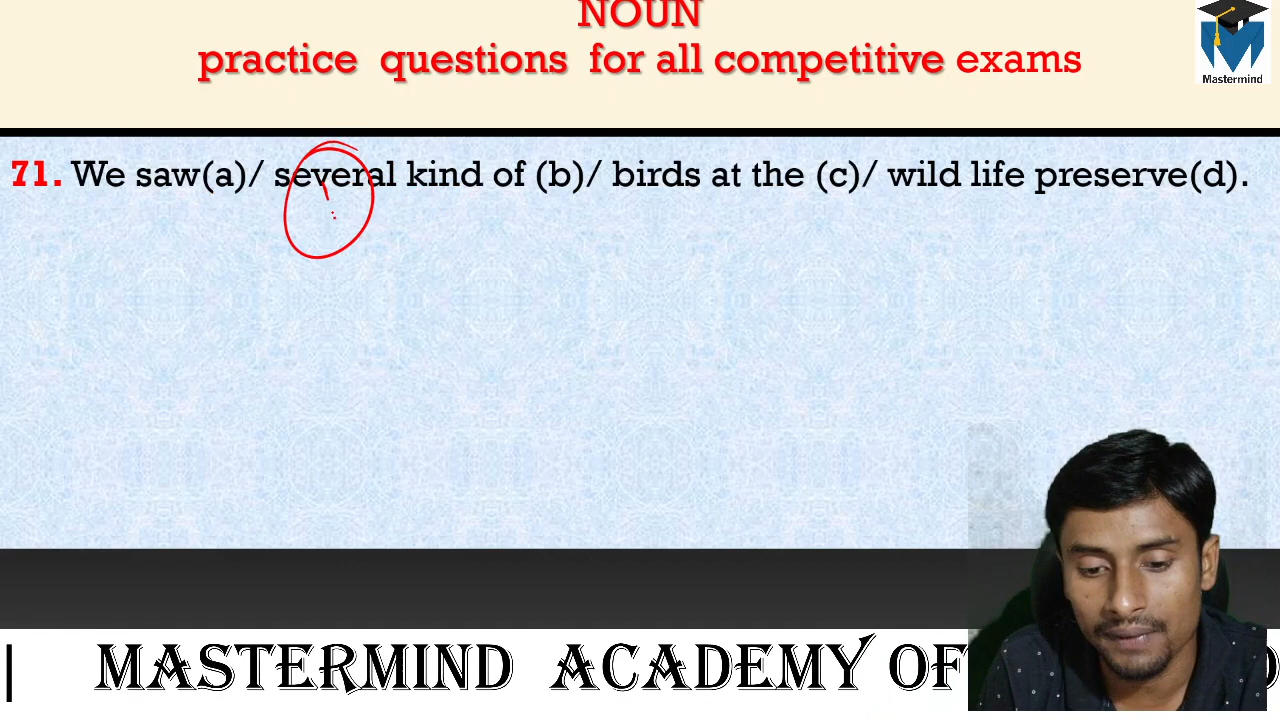 NOUN
practice questions for all competitive exams
Mastermind
71. We saw(a)/ several kind of (b)/ birds at the (c)/ wild life preserve(d).
| MASTERMIND ACADEMY OF